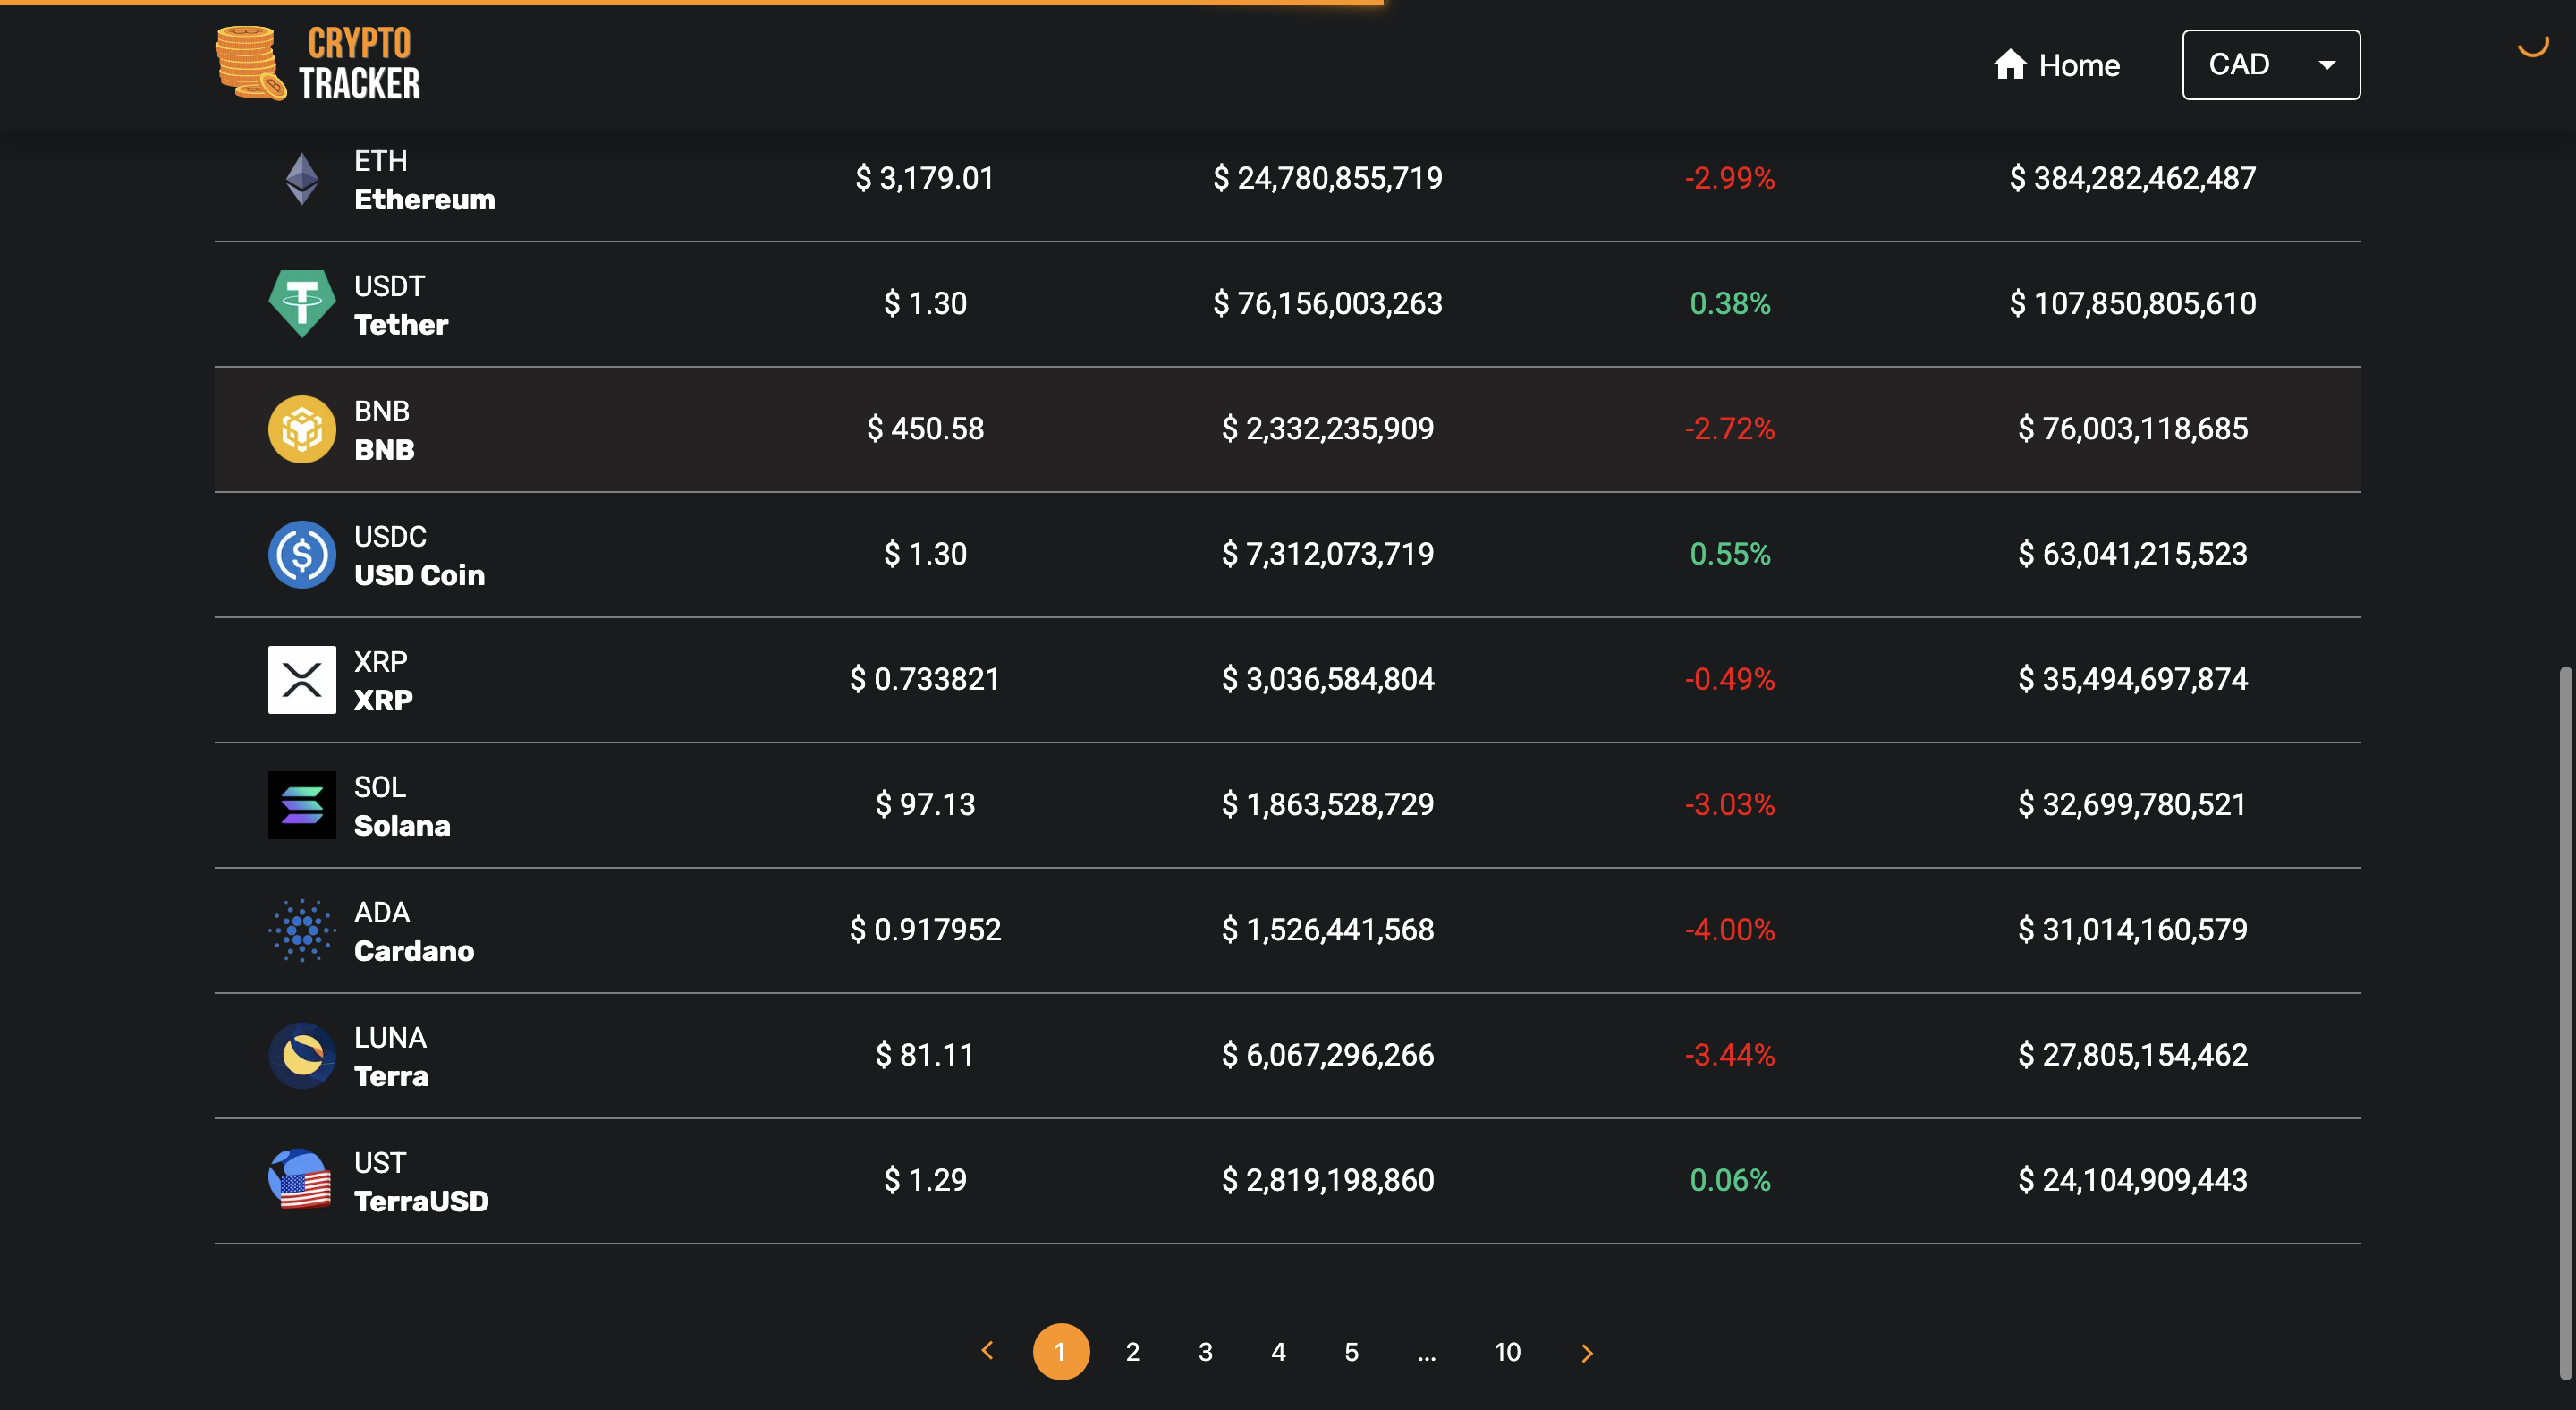 CRYPTO
TRACKER
Home
CAD
ETH
Ethereum
$ 3,179.01
$ 24,780,855,719
-2.99%
$ 384,282,462,487
USDT
Tether
$ 1.30
$ 76,156,003,263
0.38%
$ 107,850,805,610
BNB
BNB
$ 450.58
$ 2,332,235,909
-2.72%
$ 76,003,118,685
USDC
USD Coin
$ 1.30
$ 7,312,073,719
0.55%
$ 63,041,215,523
XRP
XRP
$ 0.733821
$ 3,036,584,804
-0.49%
$ 35,494,697,874
SOL
Solana
$ 97.13
$ 1,863,528,729
-3.03%
$ 32,699,780,521
ADA
Cardano
$ 0.917952
$ 1,526,441,568
-4.00%
$ 31,014,160,579
LUNA
Terra
$ 81.11
$ 6,067,296,266
-3.44%
$ 27,805,154,462
UST
TerraUSD
$ 1.29
$ 2,819,198,860
0.06%
$ 24,104,909,443
1 2 3 4 5 ... 10